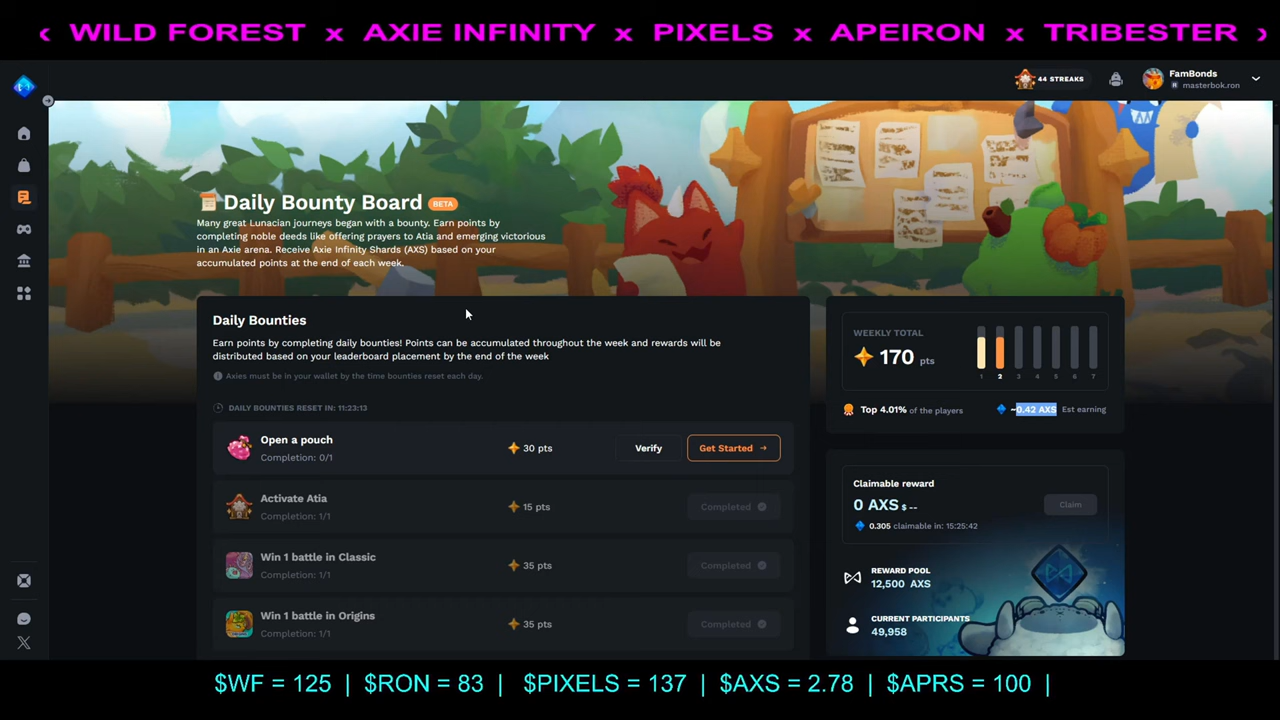 ‹ WILD FOREST x AXIE INFINITY x PIXELS x APEIRON x TRIBESTER ›
44 STREAKS
FamBonds
masterbok.ron
Daily Bounty Board BETA
Many great Lunacian journeys began with a bounty. Earn points by
completing noble deeds like offering prayers to Atia and emerging victorious
in an Axie arena. Receive Axie Infinity Shards (AXS) based on your
accumulated points at the end of each week.
Daily Bounties
Earn points by completing daily bounties! Points can be accumulated throughout the week and rewards will be
distributed based on your leaderboard placement by the end of the week
Axies must be in your wallet by the time bounties reset each day.
DAILY BOUNTIES RESET IN: 11:23:13
Open a pouch
Completion: 0/1
30 pts
Verify
Get Started →
Activate Atia
Completion: 1/1
15 pts
Completed
Win 1 battle in Classic
Completion: 1/1
35 pts
Completed
Win 1 battle in Origins
Completion: 1/1
35 pts
Completed
WEEKLY TOTAL
170 pts
1 2 3 4 5 6 7
Top 4.01% of the players
~0.42 AXS Est earning
Claimable reward
0 AXS $ --
Claim
0.305 claimable in: 15:25:42
REWARD POOL
12,500 AXS
CURRENT PARTICIPANTS
49,958
$WF = 125 | $RON = 83 | $PIXELS = 137 | $AXS = 2.78 | $APRS = 100 |